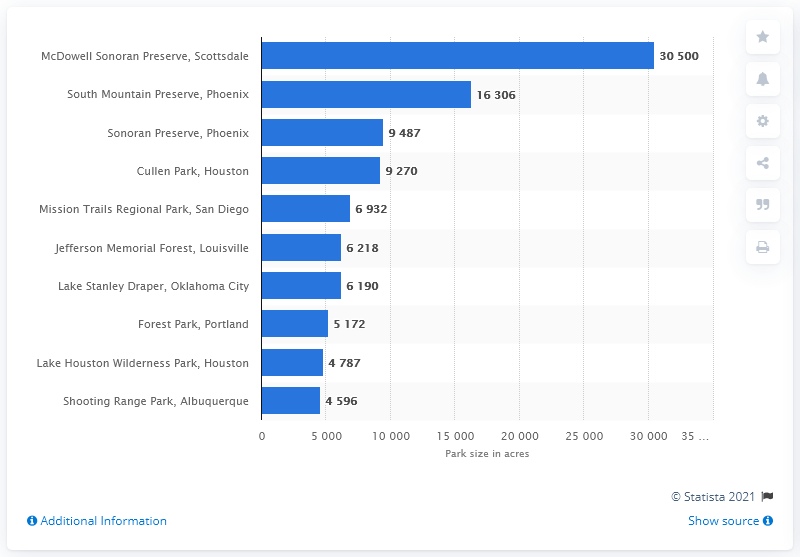 McDowell Sonoran Preserve, Scottsdale 30 500
South Mountain Preserve, Phoenix 16 306
Sonoran Preserve, Phoenix 9 487
Cullen Park, Houston 9 270
Mission Trails Regional Park, San Diego 6 932
Jefferson Memorial Forest, Louisville 6 218
Lake Stanley Draper, Oklahoma City 6 190
Forest Park, Portland 5 172
Lake Houston Wilderness Park, Houston 4 787
Shooting Range Park, Albuquerque 4 596
0 5 000 10 000 15 000 20 000 25 000 30 000 35 ...
Park size in acres
© Statista 2021
Additional Information Show source